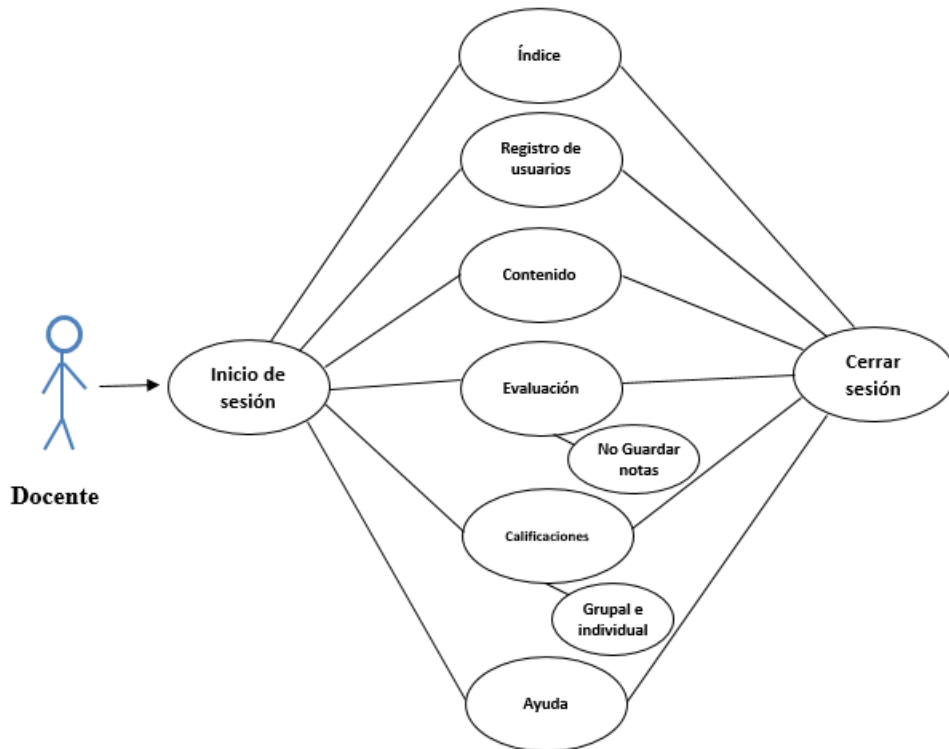 Índice
Registro de
usuarios
Contenido
Inicio de
sesión
Evaluación
Cerrar
sesión
No Guardar
notas
Docente
Calificaciones
Grupal e
individual
Ayuda